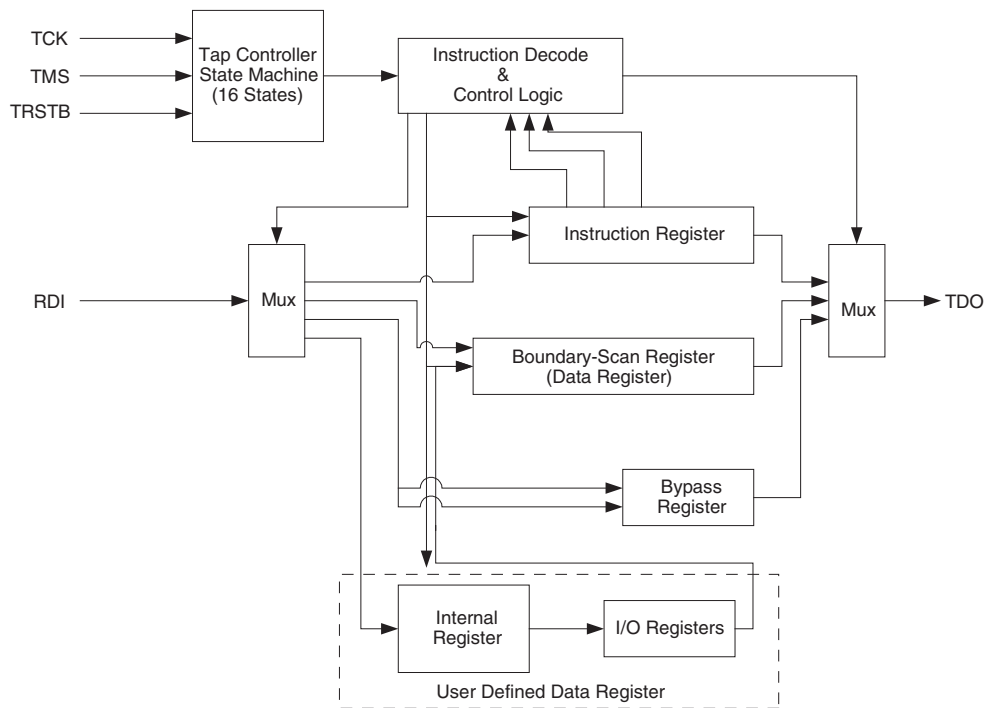 TCK
TMS
TRSTB
Tap Controller
State Machine
(16 States)
Instruction Decode
&
Control Logic
Instruction Register
RDI
Mux
Mux
TDO
Boundary-Scan Register
(Data Register)
Bypass
Register
Internal
Register
I/O Registers
User Defined Data Register